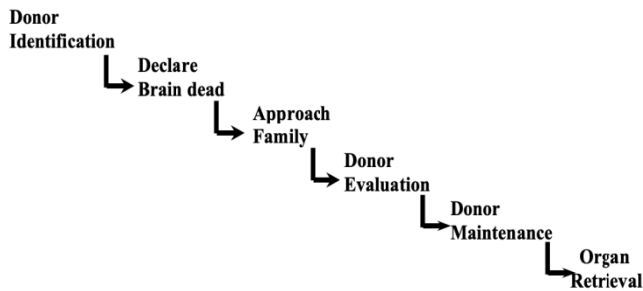 Donor
Identification
Declare
Brain dead
Approach
Family
Donor
Evaluation
Donor
Maintenance
Organ
Retrieval